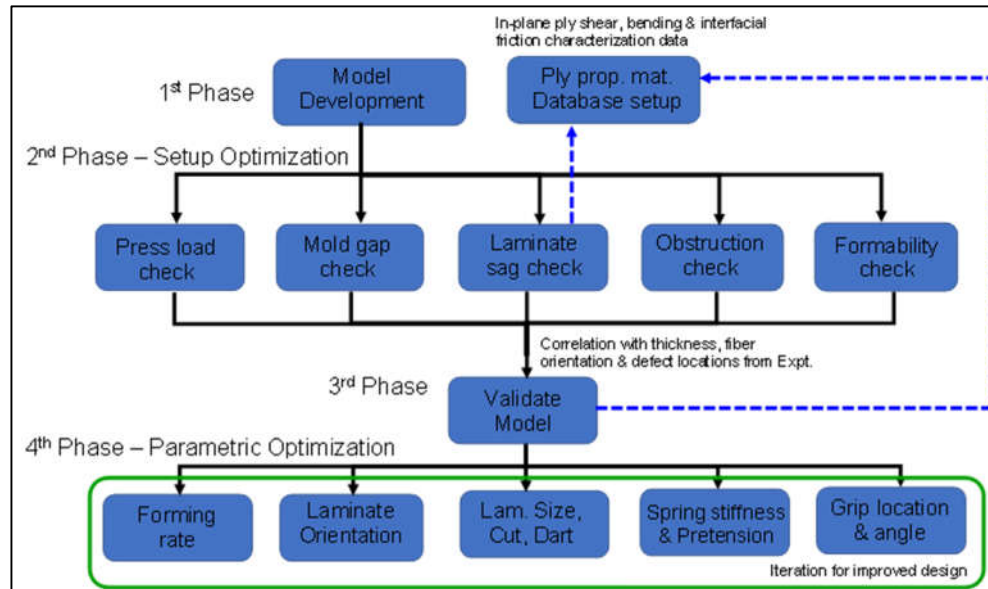 In-plane ply shear, bending & interfacial
friction characterization data
1st Phase
Model
Development
Ply prop. mat.
Database setup
2nd Phase – Setup Optimization
Press load
check
Mold gap
check
Laminate
sag check
Obstruction
check
Formability
check
Correlation with thickness, fiber
orientation & defect locations from Expt.
3rd Phase
Validate
Model
4th Phase – Parametric Optimization
Forming
rate
Laminate
Orientation
Lam. Size,
Cut, Dart
Spring stiffness
& Pretension
Grip location
& angle
Iteration for improved design